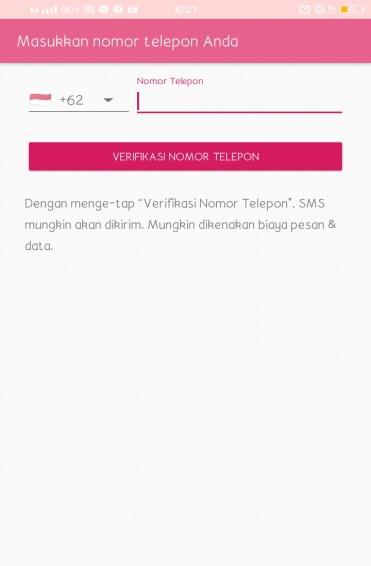 H 0K/s 10:27
Masukkan nomor telepon Anda
Nomor Telepon
+62
VERIFIKASI NOMOR TELEPON
Dengan menge-tap "Verifikasi Nomor Telepon", SMS
mungkin akan dikirim. Mungkin dikenakan biaya pesan &
data.